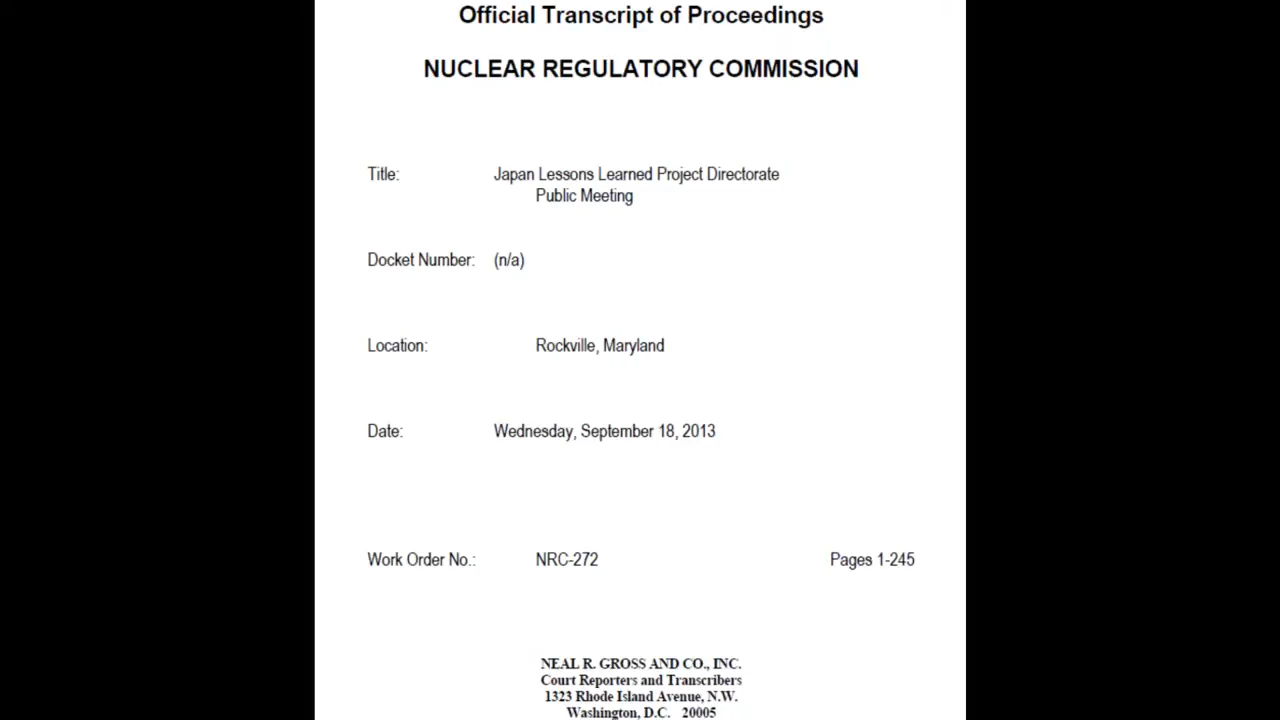 Official Transcript of Proceedings
NUCLEAR REGULATORY COMMISSION
Title: Japan Lessons Learned Project Directorate
Public Meeting
Docket Number: (n/a)
Location: Rockville, Maryland
Date: Wednesday, September 18, 2013
Work Order No.: NRC-272 Pages 1-245
NEAL R. GROSS AND CO., INC.
Court Reporters and Transcribers
1323 Rhode Island Avenue, N.W.
Washington, D.C. 20005